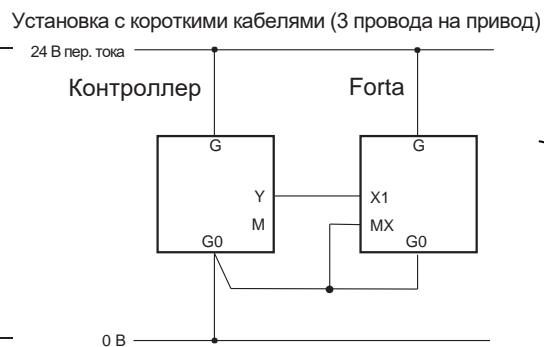 Установка с короткими кабелями (3 провода на привод)
24 В пер. тока
Контроллер Forta
G G
Y X1
M MX
G0 G0
0 В